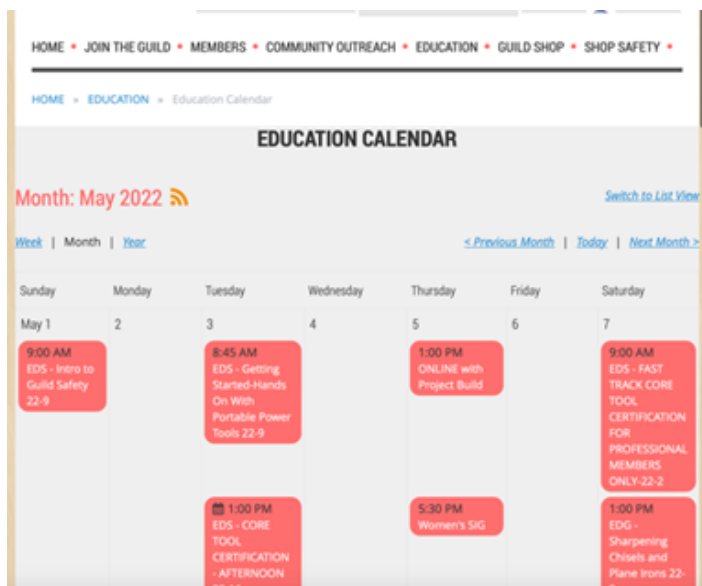 HOME • JOIN THE GUILD • MEMBERS • COMMUNITY OUTREACH • EDUCATION • GUILD SHOP • SHOP SAFETY •
HOME » EDUCATION » Education Calendar
EDUCATION CALENDAR
Month: May 2022
Switch to List View
Week | Month | Year
< Previous Month | Today | Next Month >
Sunday Monday Tuesday Wednesday Thursday Friday Saturday
May 1 2 3 4 5 6 7
9:00 AM
EDS - Intro to
Guild Safety
22-9
8:45 AM
EDS - Getting
Started-Hands
On With
Portable Power
Tools 22-9
1:00 PM
ONLINE with
Project Build
9:00 AM
EDS - FAST
TRACK CORE
TOOL
CERTIFICATION
FOR
PROFESSIONAL
MEMBERS
ONLY-22-2
1:00 PM
EDS - CORE
TOOL
CERTIFICATION
- AFTERNOON
5:30 PM
Women's SIG
1:00 PM
EDG -
Sharpening
Chisels and
Plane Irons 22-